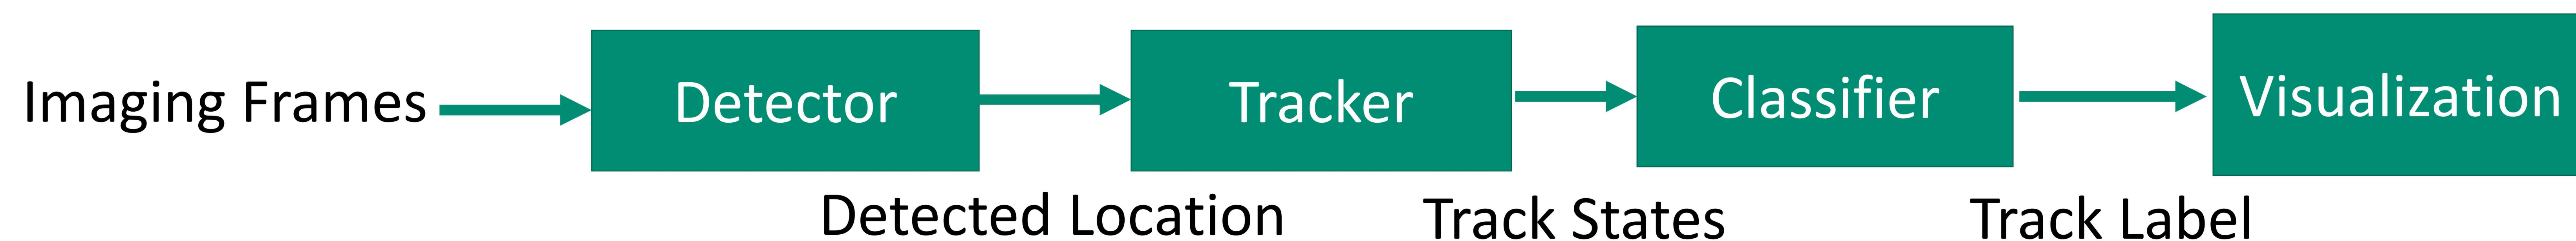 Imaging Frames
Detector
Tracker
Classifier
Visualization
Detected Location
Track States
Track Label